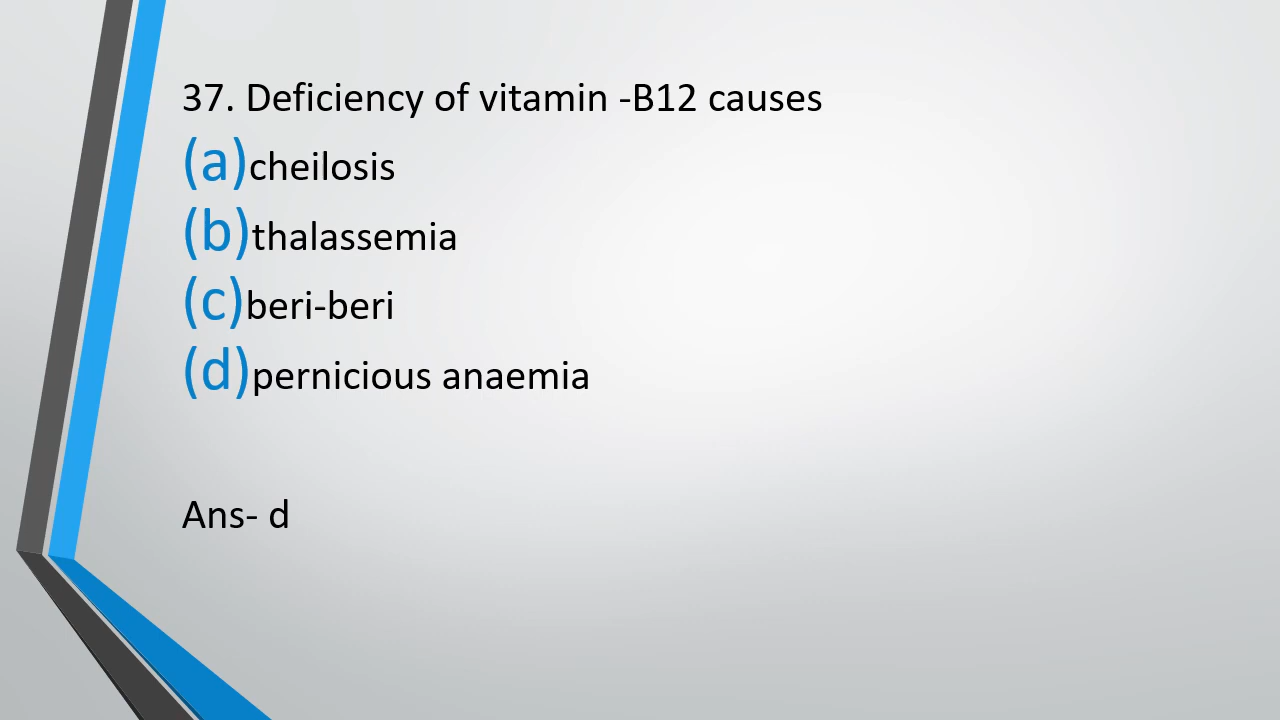 37. Deficiency of vitamin -B12 causes
(a)cheilosis
(b)thalassemia
(c)beri-beri
(d)pernicious anaemia
Ans- d